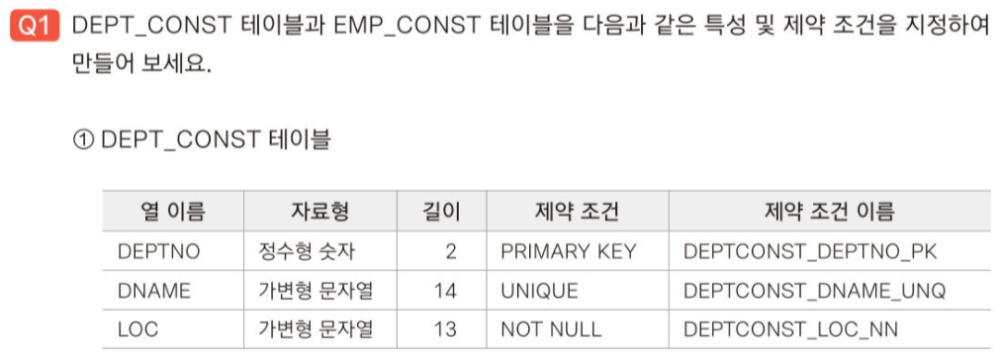 Q1 DEPT_CONST 테이블과 EMP_CONST 테이블을 다음과 같은 특성 및 제약 조건을 지정하여
만들어 보세요.
① DEPT_CONST 테이블
열 이름 자료형 길이 제약 조건 제약 조건 이름
DEPTNO 정수형 숫자 2 PRIMARY KEY DEPTCONST_DEPTNO_PK
DNAME 가변형 문자열 14 UNIQUE DEPTCONST_DNAME_UNQ
LOC 가변형 문자열 13 NOT NULL DEPTCONST_LOC_NN